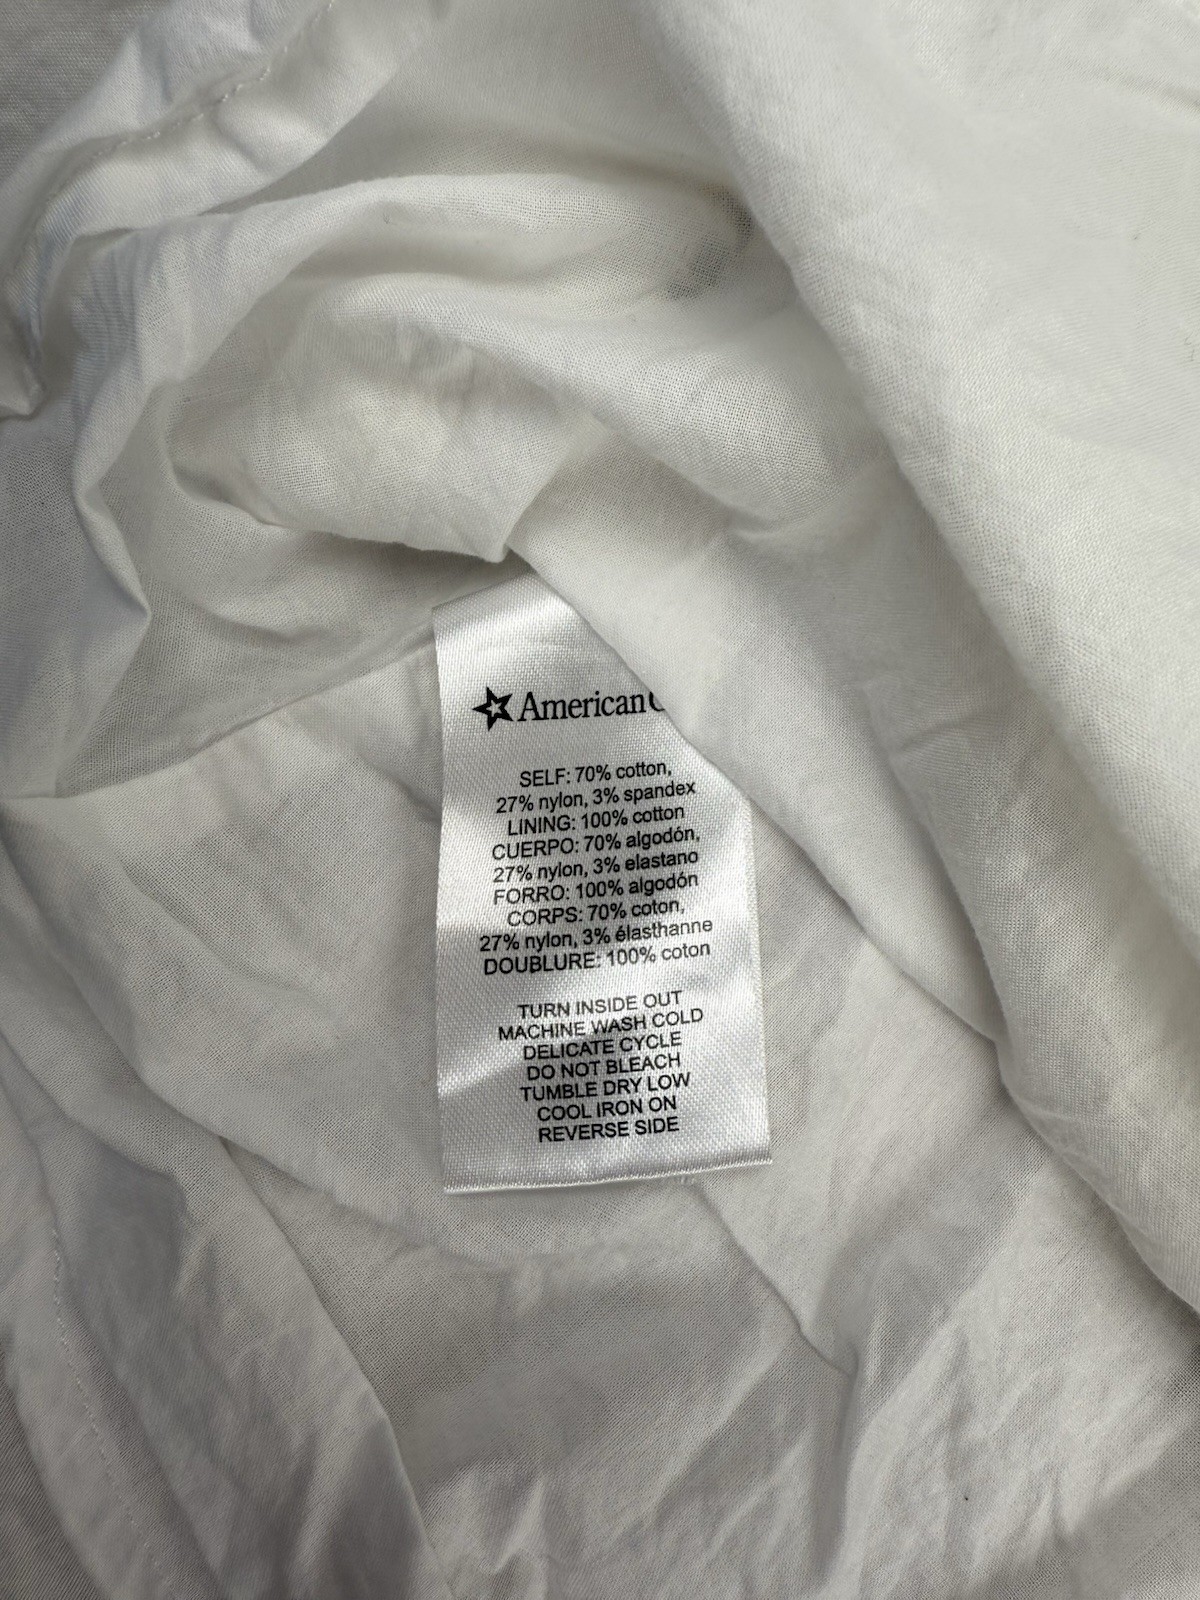 American
SELF: 70% cotton,
27% nylon, 3% spandex
LINING: 100% cotton
CUERPO: 70% algodón,
27% nylon, 3% elastano
FORRO: 100% algodón
CORPS: 70% coton,
27% nylon, 3% élasthanne
DOUBLURE: 100% coton
TURN INSIDE OUT
MACHINE WASH COLD
DELICATE CYCLE
DO NOT BLEACH
TUMBLE DRY LOW
COOL IRON ON
REVERSE SIDE